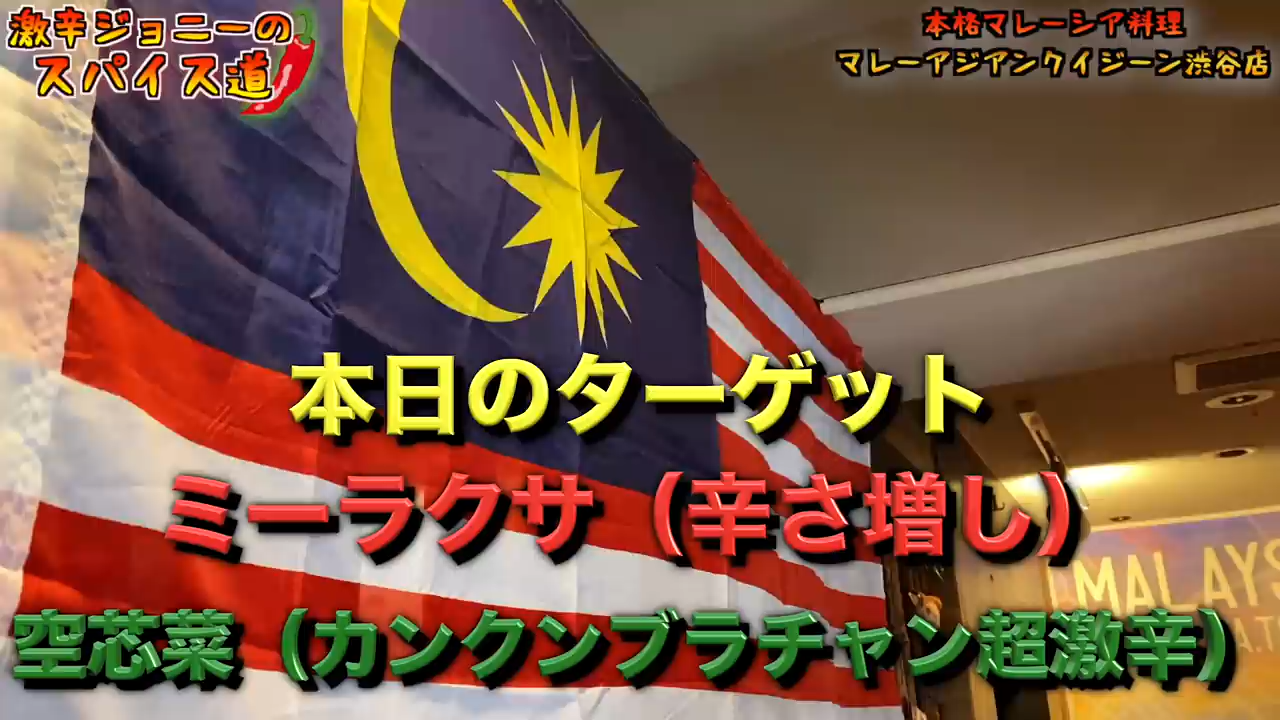 激辛ジョニーの
スパイス道
本格マレーシア料理
マレーアジアンクイジーン渋谷店
本日のターゲット
ミーラクサ（辛さ増し）
空芯菜（カンクンブラチャン超激辛）
MALAYS
A.T